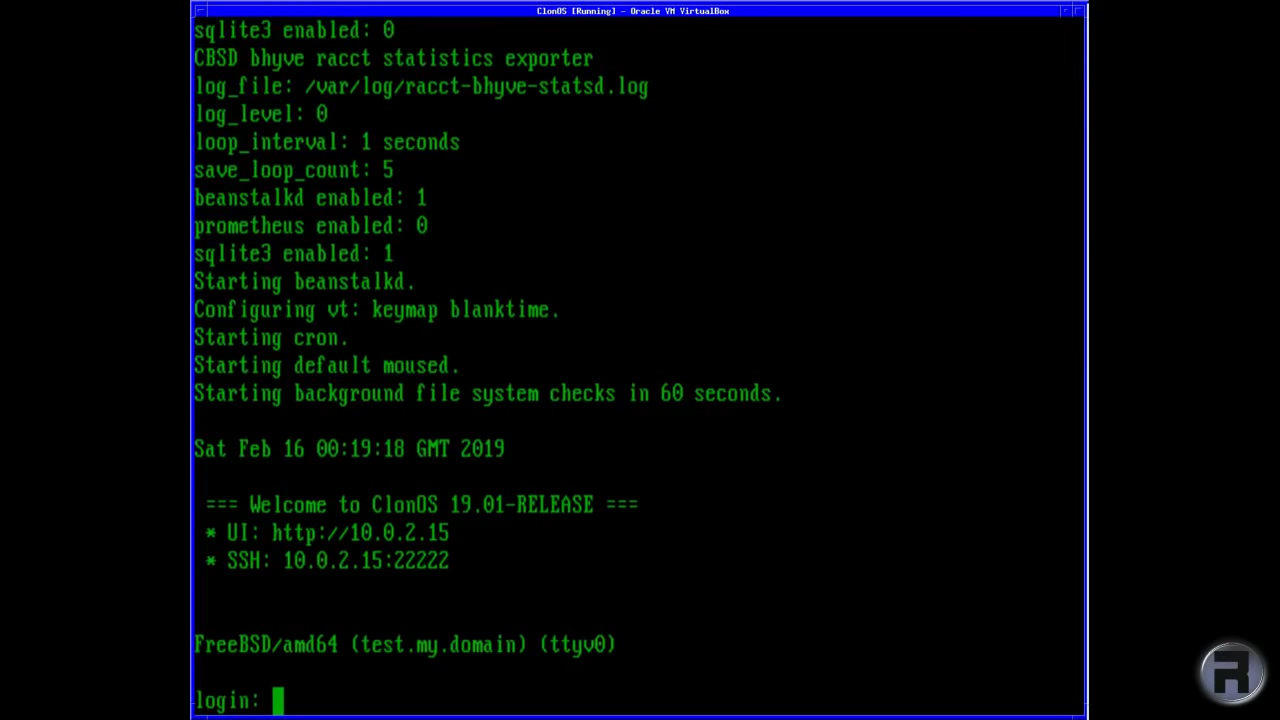 ClonOS [Running] - Oracle VM VirtualBox
sqlite3 enabled: 0
CBSD bhyve racct statistics exporter
log_file: /var/log/racct-bhyve-statsd.log
log_level: 0
loop_interval: 1 seconds
save_loop_count: 5
beanstalkd enabled: 1
prometheus enabled: 0
sqlite3 enabled: 1
Starting beanstalkd.
Configuring vt: keymap blanktime.
Starting cron.
Starting default moused.
Starting background file system checks in 60 seconds.
Sat Feb 16 00:19:18 GMT 2019
=== Welcome to ClonOS 19.01-RELEASE ===
* UI: http://10.0.2.15
* SSH: 10.0.2.15:22222
FreeBSD/amd64 (test.my.domain) (ttyv0)
login:
R